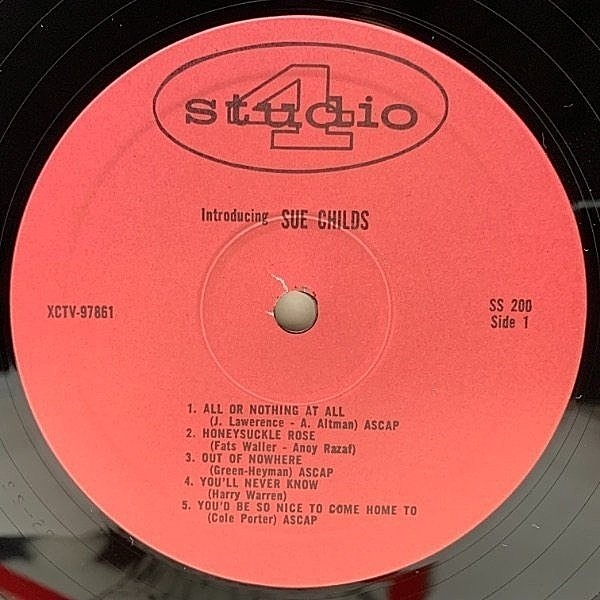 studio 4
Introducing SUE CHILDS
XCTV-97861
SS 200
Side 1
1. ALL OR NOTHING AT ALL
(J. Lawerence - A. Altman) ASCAP
2. HONEYSUCKLE ROSE
(Fats Waller - Anoy Razaf)
3. OUT OF NOWHERE
(Green-Heyman) ASCAP
4. YOU'LL NEVER KNOW
(Harry Warren)
5. YOU'D BE SO NICE TO COME HOME TO
(Cole Porter) ASCAP